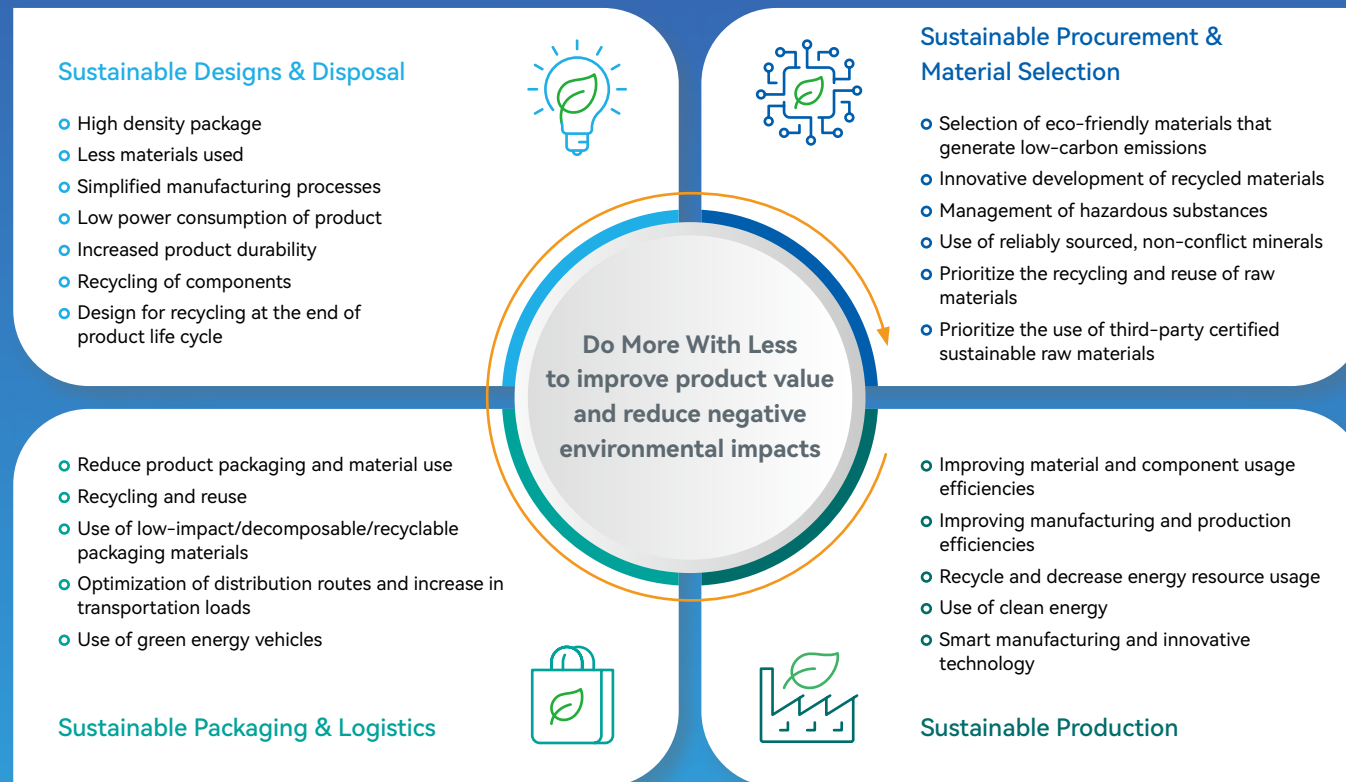 Sustainable Designs & Disposal
High density package
Less materials used
Simplified manufacturing processes
Low power consumption of product
Increased product durability
Recycling of components
Design for recycling at the end of
product life cycle
Sustainable Procurement &
Material Selection
Selection of eco-friendly materials that
generate low-carbon emissions
Innovative development of recycled materials
Management of hazardous substances
Use of reliably sourced, non-conflict minerals
Prioritize the recycling and reuse of raw
materials
Prioritize the use of third-party certified
sustainable raw materials
Do More With Less
to improve product value
and reduce negative
environmental impacts
Reduce product packaging and material use
Recycling and reuse
Use of low-impact/decomposable/recyclable
packaging materials
Optimization of distribution routes and increase in
transportation loads
Use of green energy vehicles
Sustainable Packaging & Logistics
Improving material and component usage
efficiencies
Improving manufacturing and production
efficiencies
Recycle and decrease energy resource usage
Use of clean energy
Smart manufacturing and innovative
technology
Sustainable Production